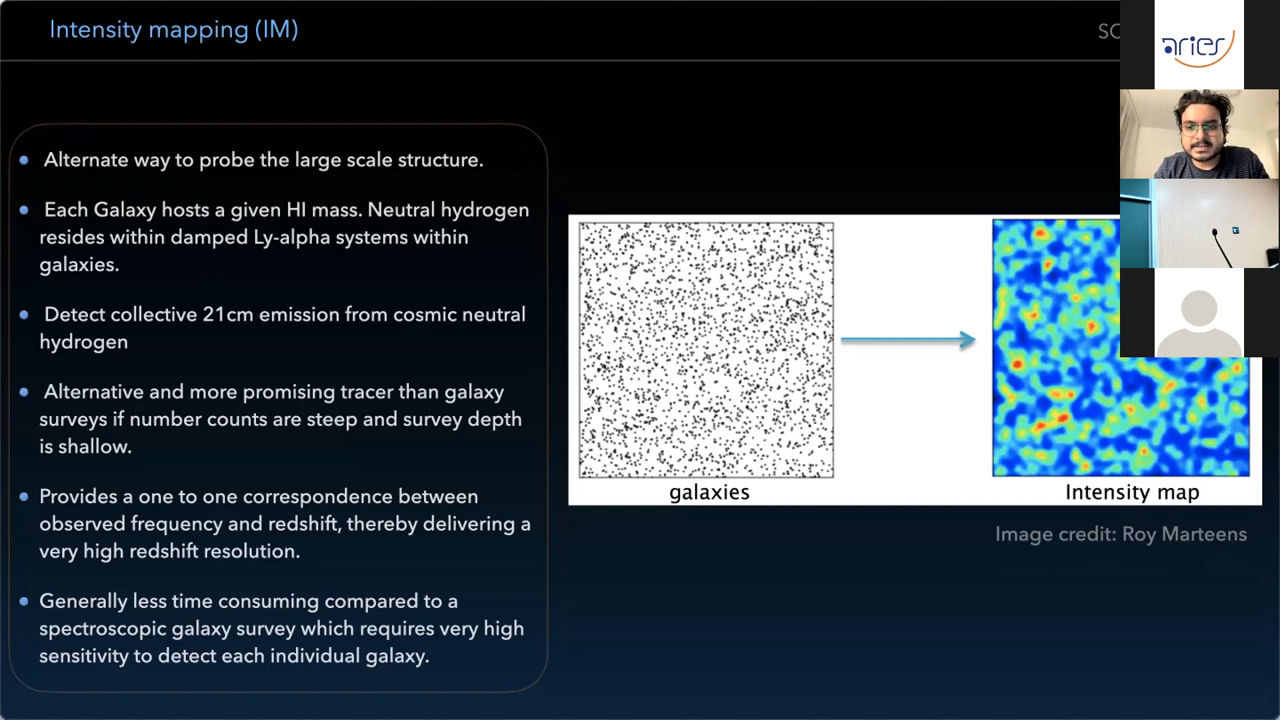 Intensity mapping (IM)
SC
aries
Alternate way to probe the large scale structure.
Each Galaxy hosts a given HI mass. Neutral hydrogen
resides within damped Ly-alpha systems within
galaxies.
Detect collective 21cm emission from cosmic neutral
hydrogen
Alternative and more promising tracer than galaxy
surveys if number counts are steep and survey depth
is shallow.
Provides a one to one correspondence between
observed frequency and redshift, thereby delivering a
very high redshift resolution.
Generally less time consuming compared to a
spectroscopic galaxy survey which requires very high
sensitivity to detect each individual galaxy.
galaxies
Intensity map
Image credit: Roy Marteens